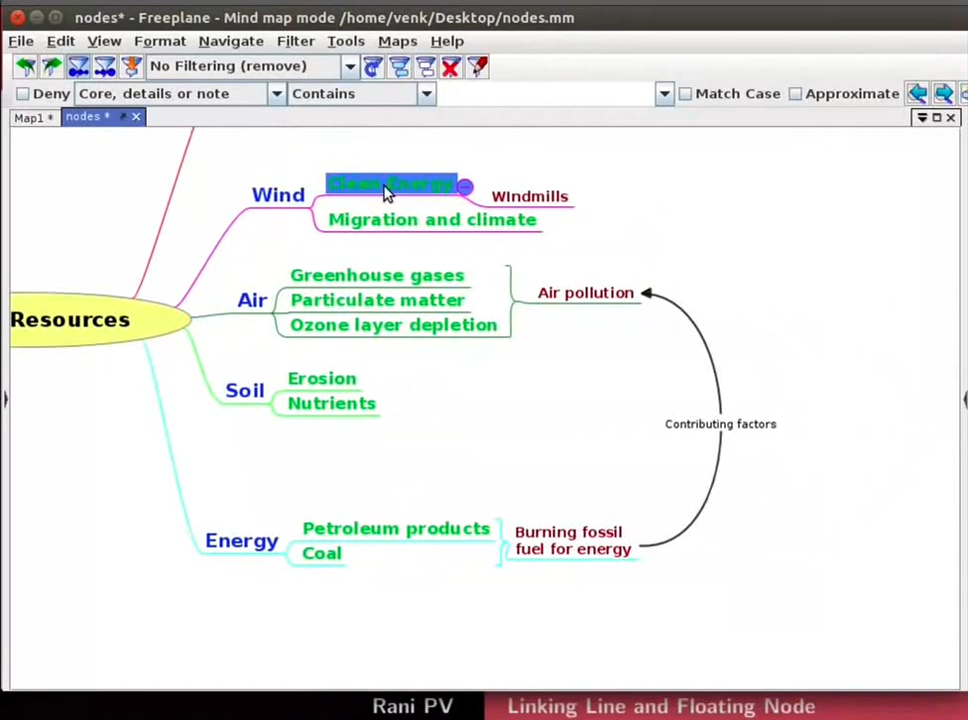 nodes* - Freeplane - Mind map mode /home/venk/Desktop/nodes.mm
File Edit View Format Navigate Filter Tools Maps Help
No Filtering (remove)
Deny Core, details or note Contains Match Case Approximate
Map1 * nodes *
Wind
Clean Energy
WIndmills
Migration and climate
Resources
Air
Greenhouse gases
Particulate matter
Ozone layer depletion
Air pollution
Soil
Erosion
Nutrients
Contributing factors
Energy
Petroleum products
Coal
Burning fossil
fuel for energy
Rani PV Linking Line and Floating Node